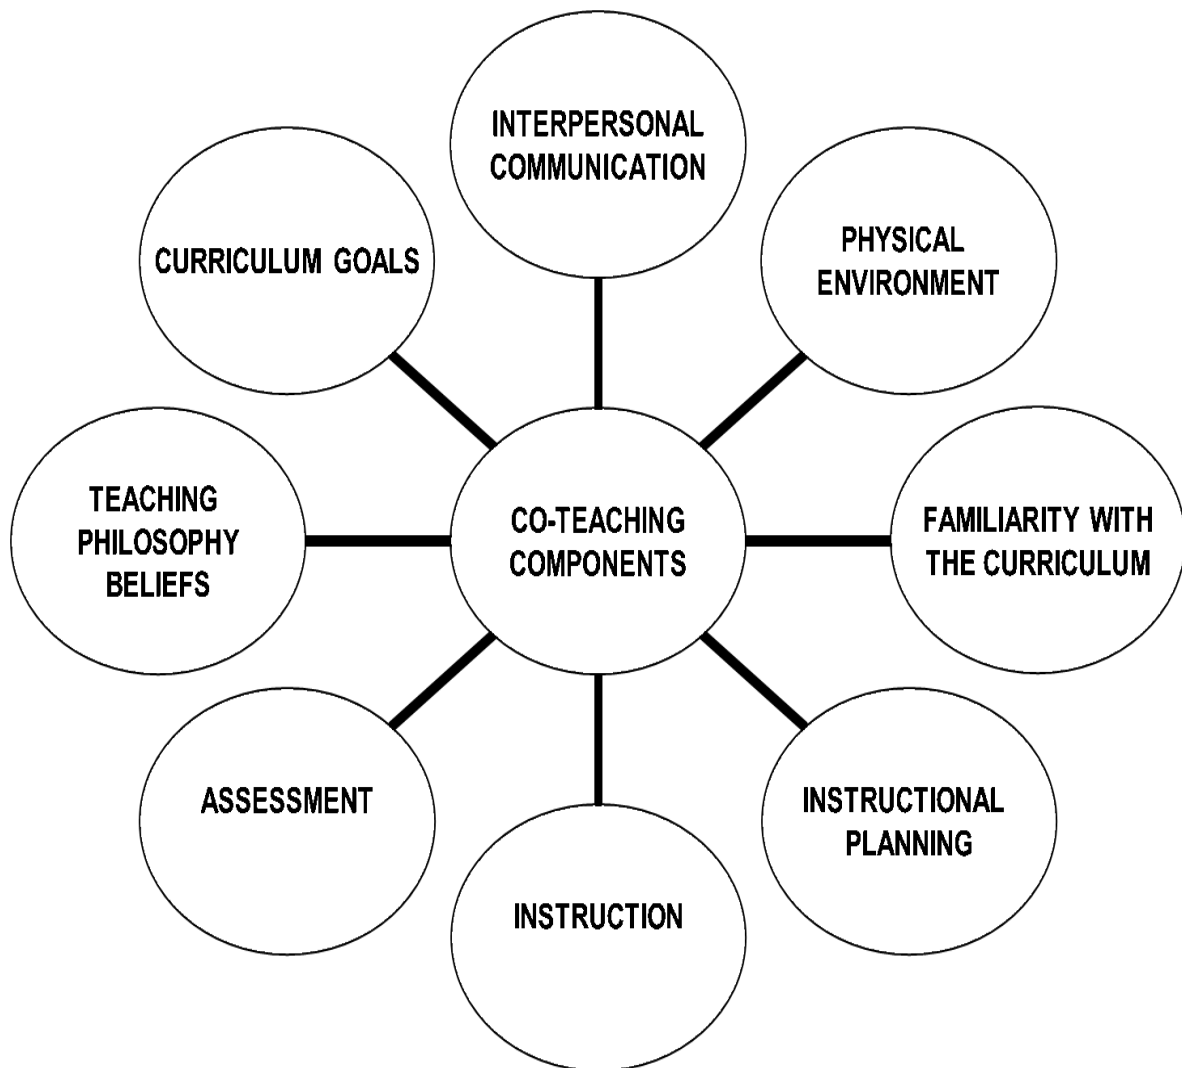 INTERPERSONAL
COMMUNICATION
PHYSICAL
ENVIRONMENT
CURRICULUM GOALS
TEACHING
PHILOSOPHY
BELIEFS
CO-TEACHING
COMPONENTS
FAMILIARITY WITH
THE CURRICULUM
ASSESSMENT
INSTRUCTIONAL
PLANNING
INSTRUCTION